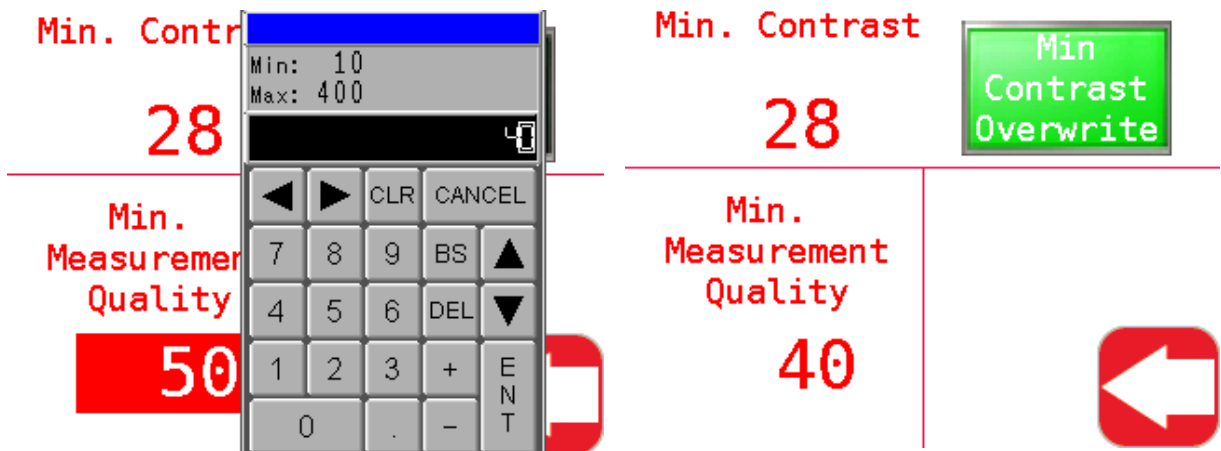 Min. Contr
28
Min: 10
Max: 400
40
CLR CANCEL
7 8 9 BS
4 5 6 DEL
1 2 3 + ENT
0 . -
Min.
Measuremen
Quality
50
Min. Contrast
28
Min
Contrast
Overwrite
Min.
Measurement
Quality
40